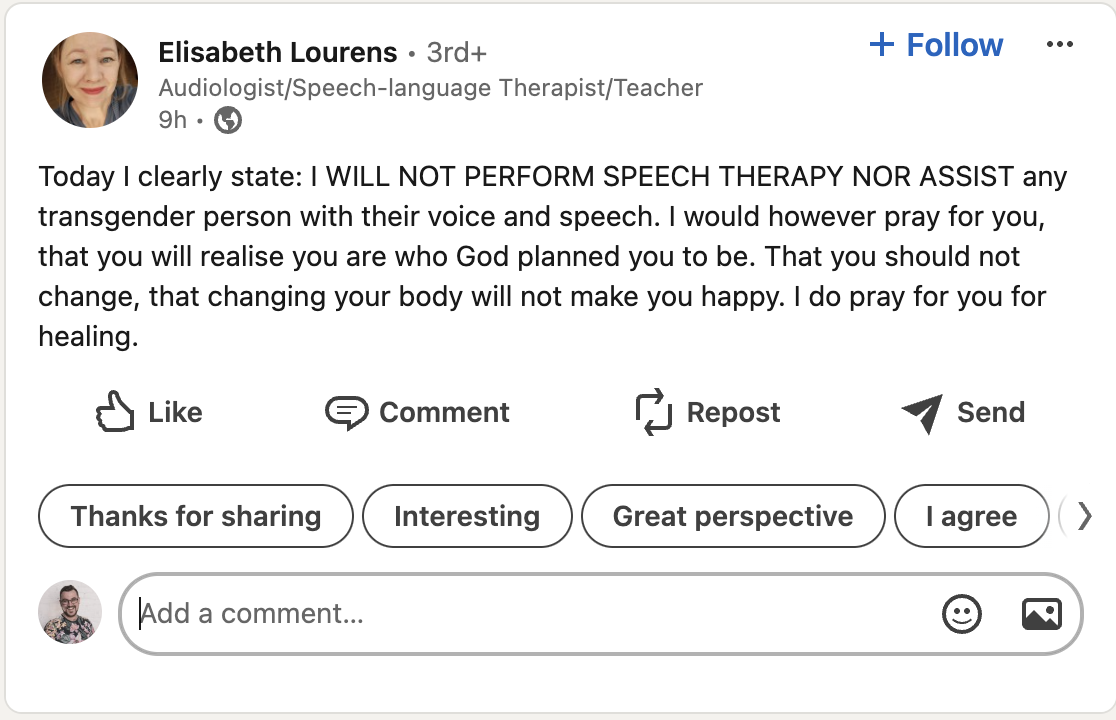 Elisabeth Lourens • 3rd+
+ Follow
...
Audiologist/Speech-language Therapist/Teacher
9h •
Today I clearly state: I WILL NOT PERFORM SPEECH THERAPY NOR ASSIST any
transgender person with their voice and speech. I would however pray for you,
that you will realise you are who God planned you to be. That you should not
change, that changing your body will not make you happy. I do pray for you for
healing.
Like
Comment
Repost
Send
Thanks for sharing
Interesting
Great perspective
I agree
Add a comment...